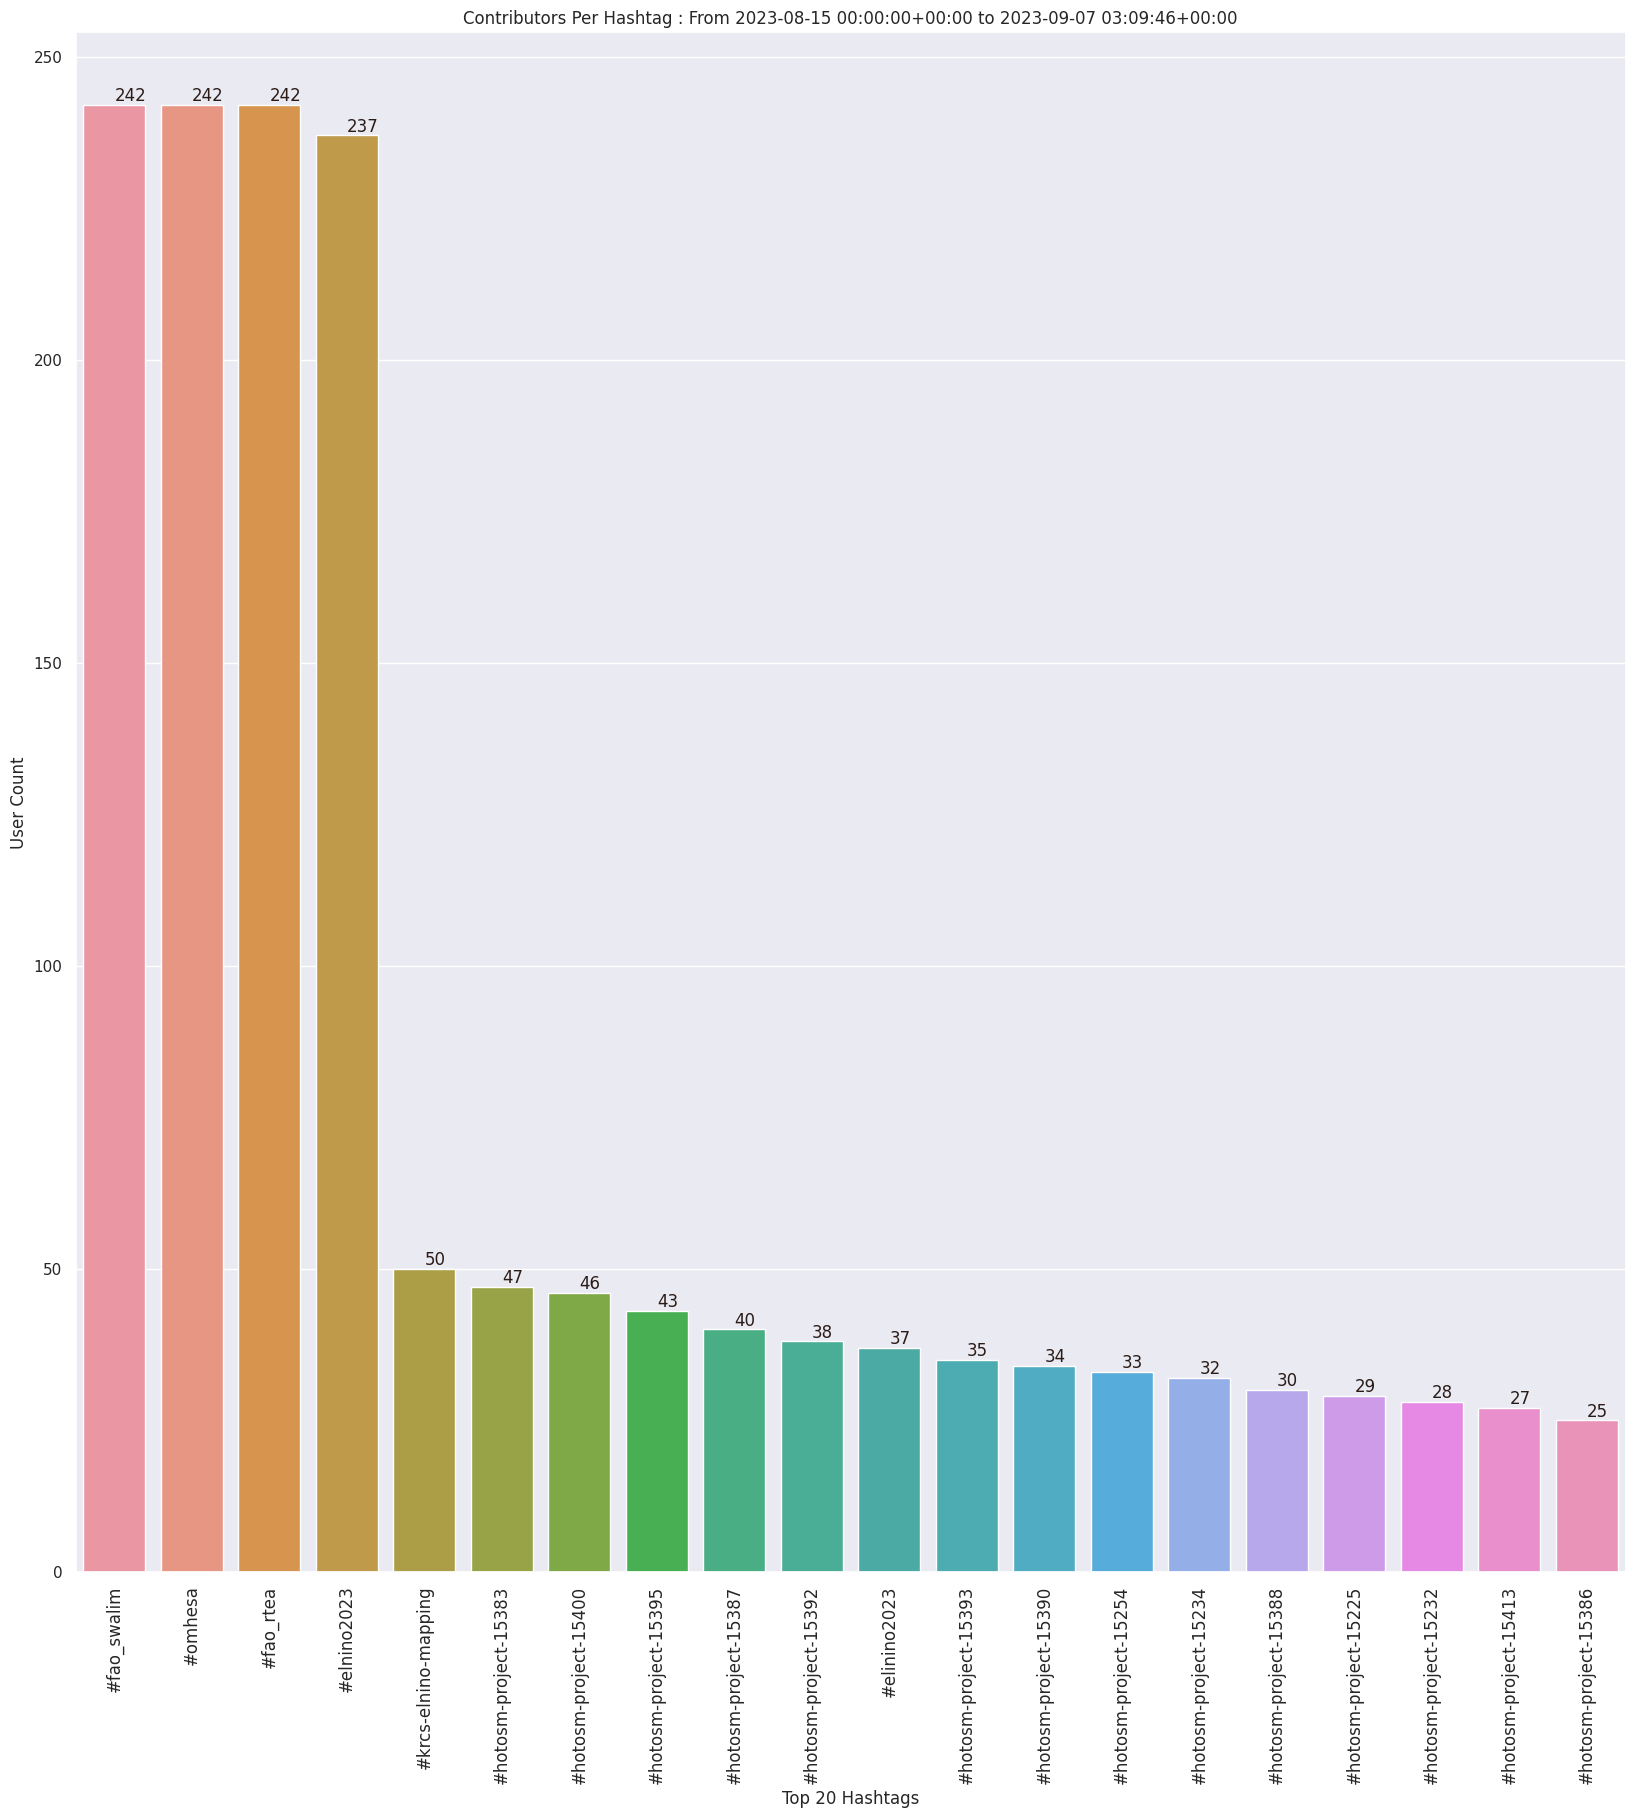 Contributors Per Hashtag : From 2023-08-15 00:00:00+00:00 to 2023-09-07 03:09:46+00:00
250
200
150
100
50
0
User Count
242
242
242
237
50
47
46
43
40
38
37
35
34
33
32
30
29
28
27
25
#fao_swalim
#omhesa
#fao_rtea
#elnino2023
#krcs-elnino-mapping
#hotosm-project-15383
#hotosm-project-15400
#hotosm-project-15395
#hotosm-project-15387
#hotosm-project-15392
#elinino2023
#hotosm-project-15393
#hotosm-project-15390
#hotosm-project-15254
#hotosm-project-15234
#hotosm-project-15388
#hotosm-project-15225
#hotosm-project-15232
#hotosm-project-15413
#hotosm-project-15386
Top 20 Hashtags